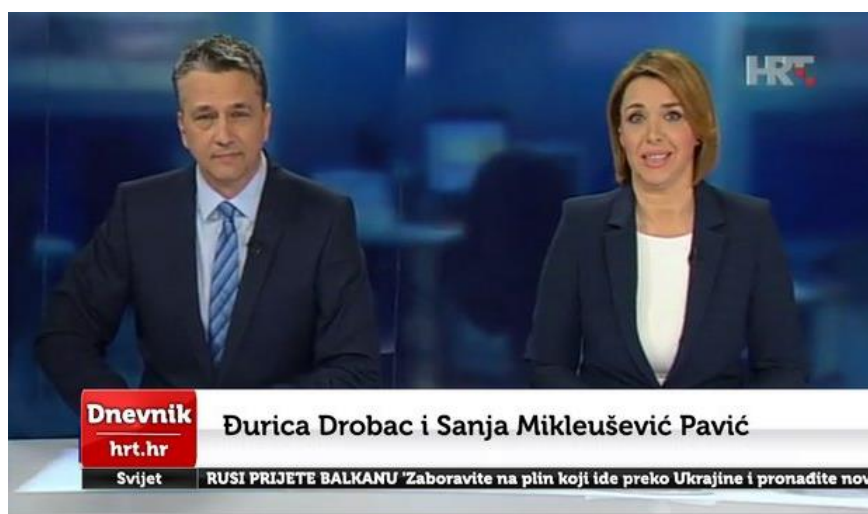 HRT
Dnevnik
hrt.hr
Đurica Drobac i Sanja Mikleušević Pavić
Svijet
RUSI PRIJETE BALKANU 'Zaboravite na plin koji ide preko Ukrajine i pronađite nov